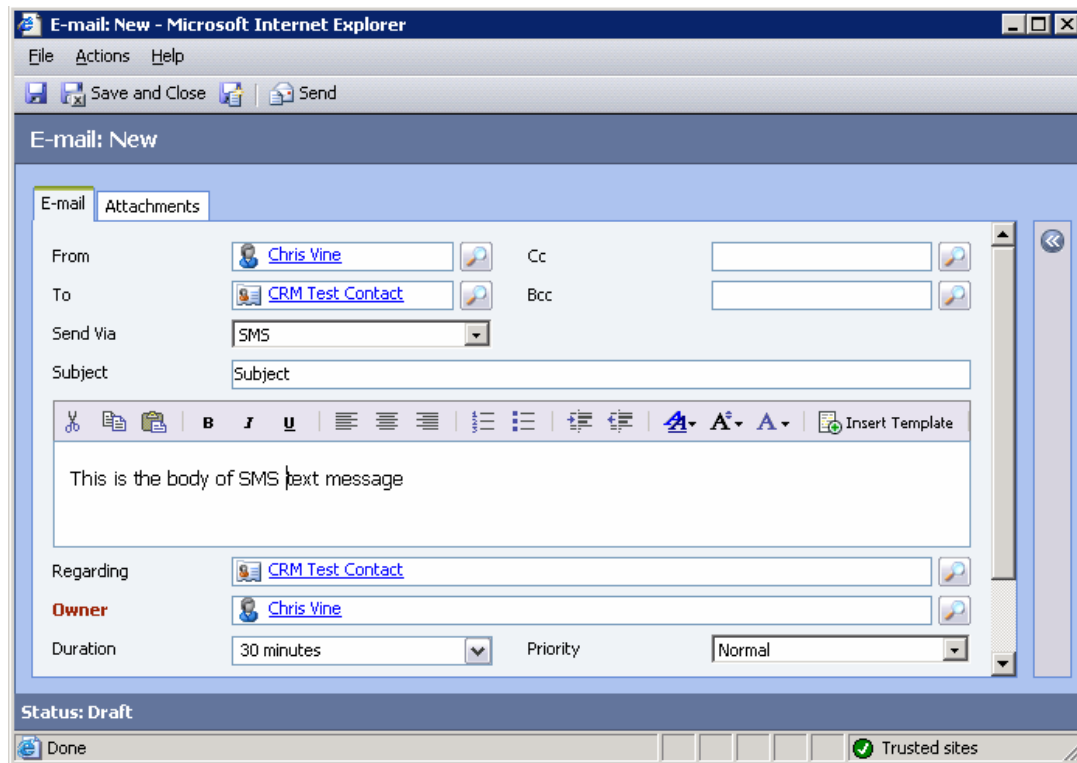 E-mail: New - Microsoft Internet Explorer
File Actions Help
Save and Close Send
E-mail: New
E-mail Attachments
From Chris Vine Cc
To CRM Test Contact Bcc
Send Via SMS
Subject Subject
B I U A A A Insert Template
This is the body of SMS text message
Regarding CRM Test Contact
Owner Chris Vine
Duration 30 minutes Priority Normal
Status: Draft
Done Trusted sites